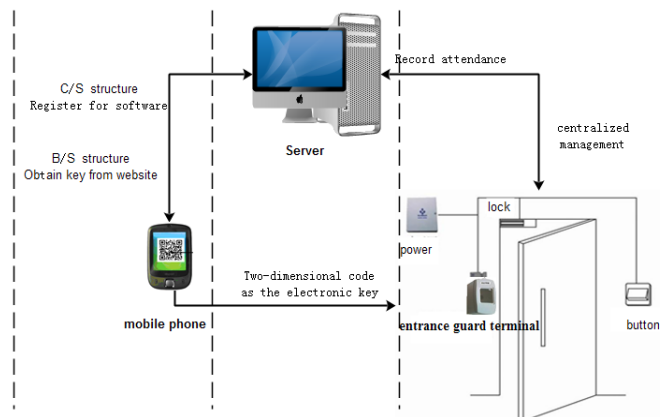 C/S structure
Register for software
B/S structure
Obtain key from website
Server
Record attendance
centralized
management
lock
power
Two-dimensional code
as the electronic key
mobile phone
entrance guard terminal
button